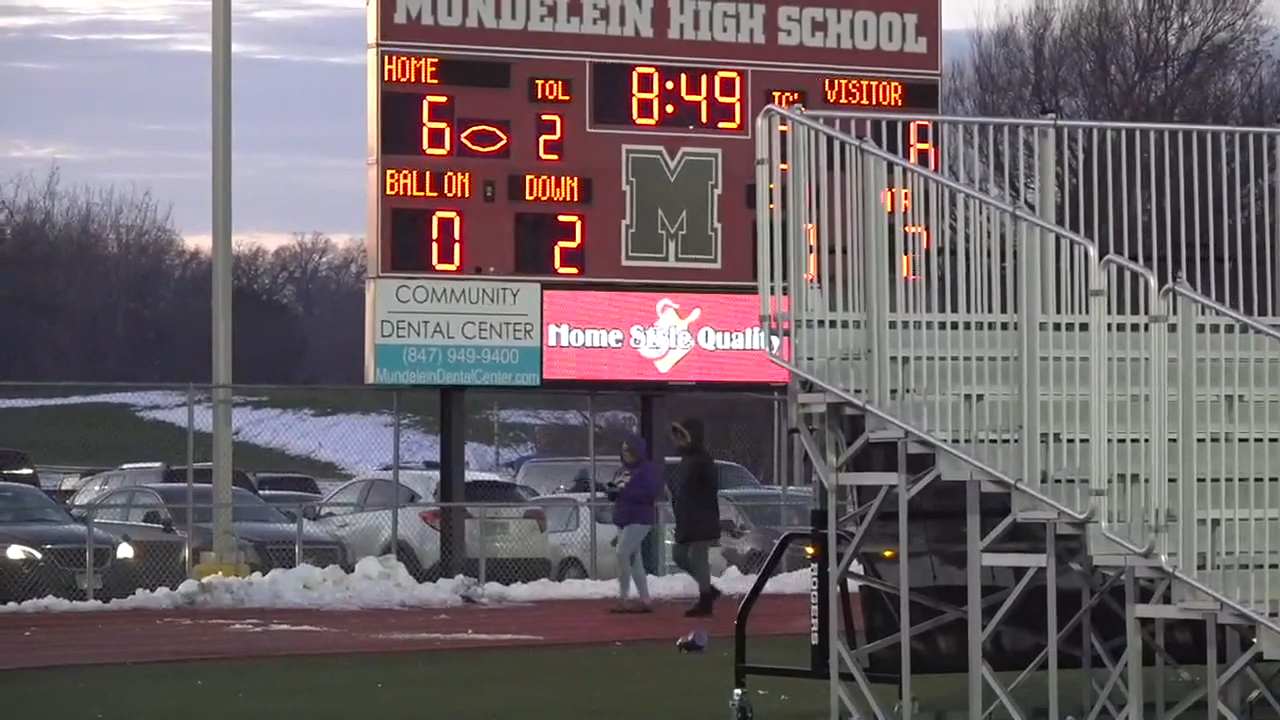 MUNDELEIN HIGH SCHOOL
HOME TOL 8:49 VISITOR
6 2
BALL ON DOWN
0 2
M
COMMUNITY
DENTAL CENTER
(847) 949-9400
MundeleinDentalCenter.com
Home Style Quality
ROGERS